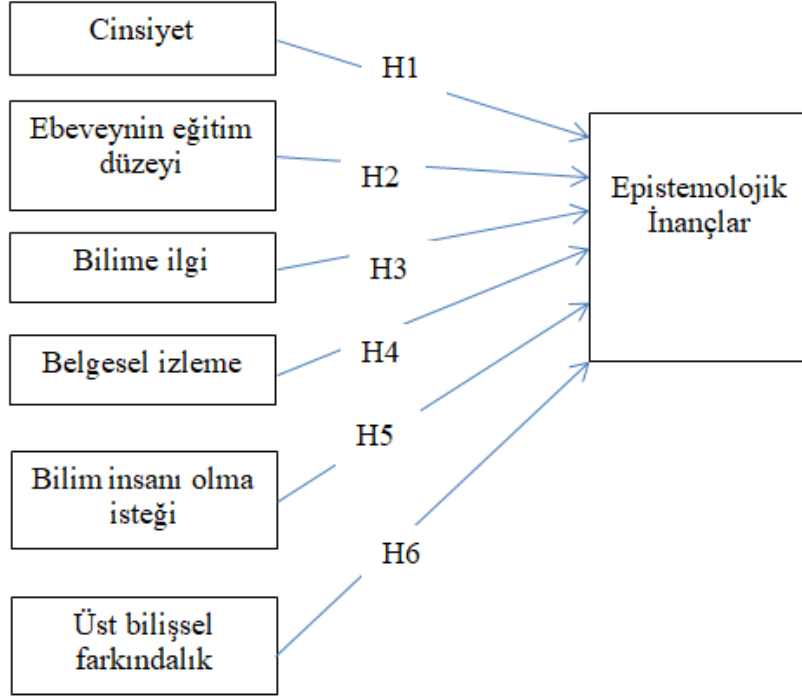 Cinsiyet
H1
Ebeveynin eğitim
düzeyi
H2
Epistemolojik
İnançlar
Bilime ilgi
H3
Belgesel izleme
H4
H5
Bilim insanı olma
isteği
H6
Üst bilişsel
farkındalık